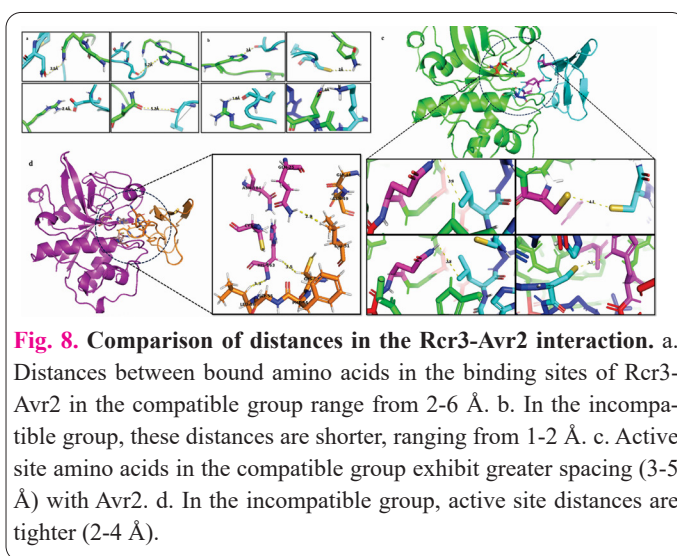 a
b
c
d
Fig. 8. Comparison of distances in the Rcr3-Avr2 interaction. a.
Distances between bound amino acids in the binding sites of Rcr3-
Avr2 in the compatible group range from 2-6 Å. b. In the incompa-
tible group, these distances are shorter, ranging from 1-2 Å. c. Active
site amino acids in the compatible group exhibit greater spacing (3-5
Å) with Avr2. d. In the incompatible group, active site distances are
tighter (2-4 Å).